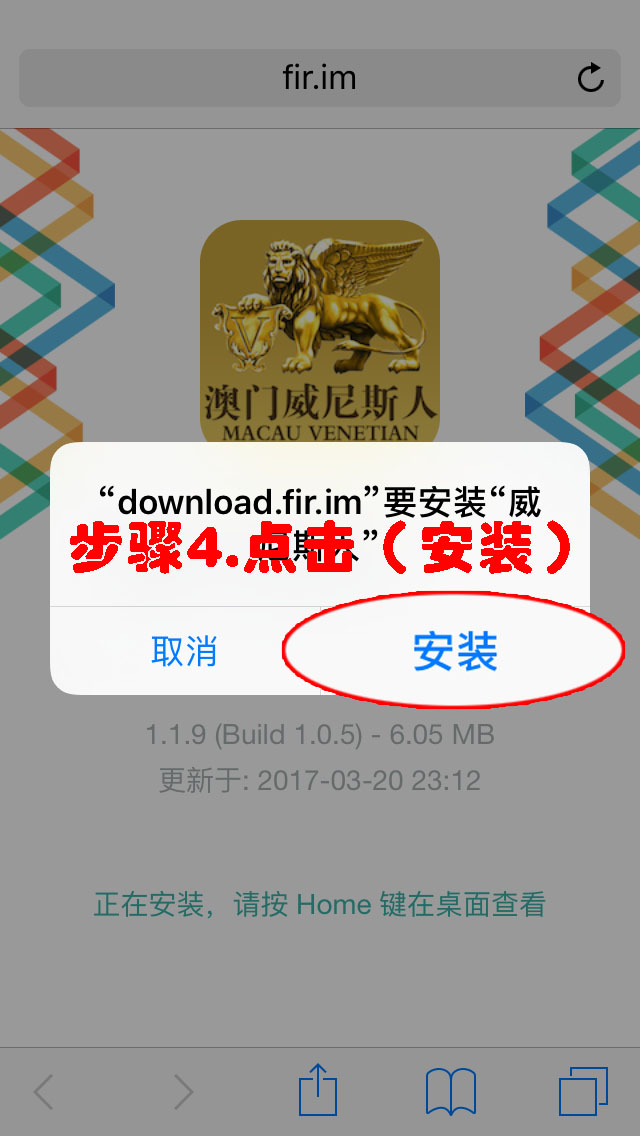 fir.im
V
澳门威尼斯人
MACAU VENETIAN
“download.fir.im”要安装“威
尼斯人”
步骤4.点击（安装）
取消
安装
1.1.9 (Build 1.0.5) - 6.05 MB
更新于: 2017-03-20 23:12
正在安装，请按 Home 键在桌面查看